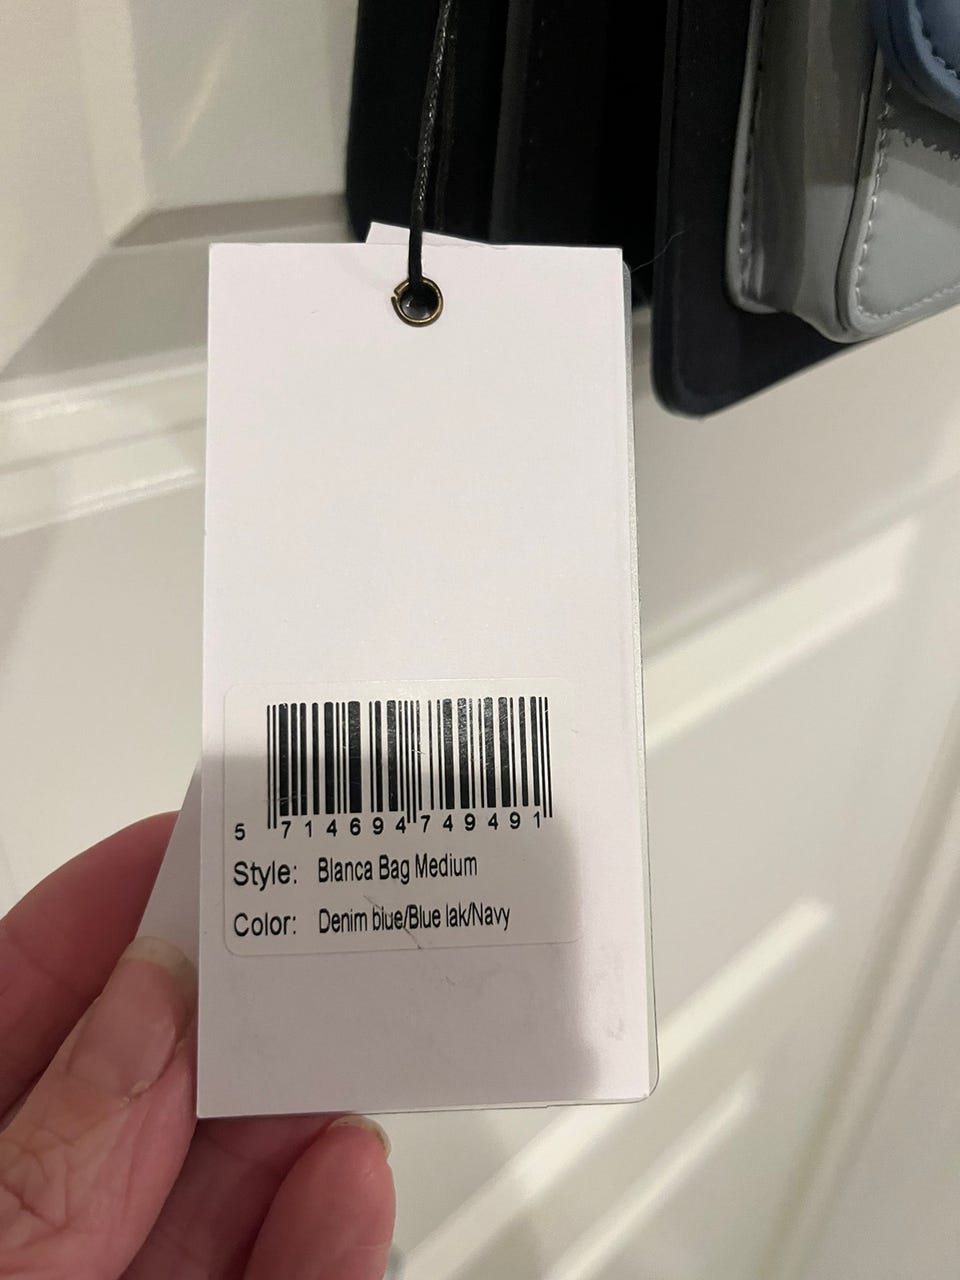 5 714694 749491
Style: Blanca Bag Medium
Color: Denim blue/Blue lak/Navy